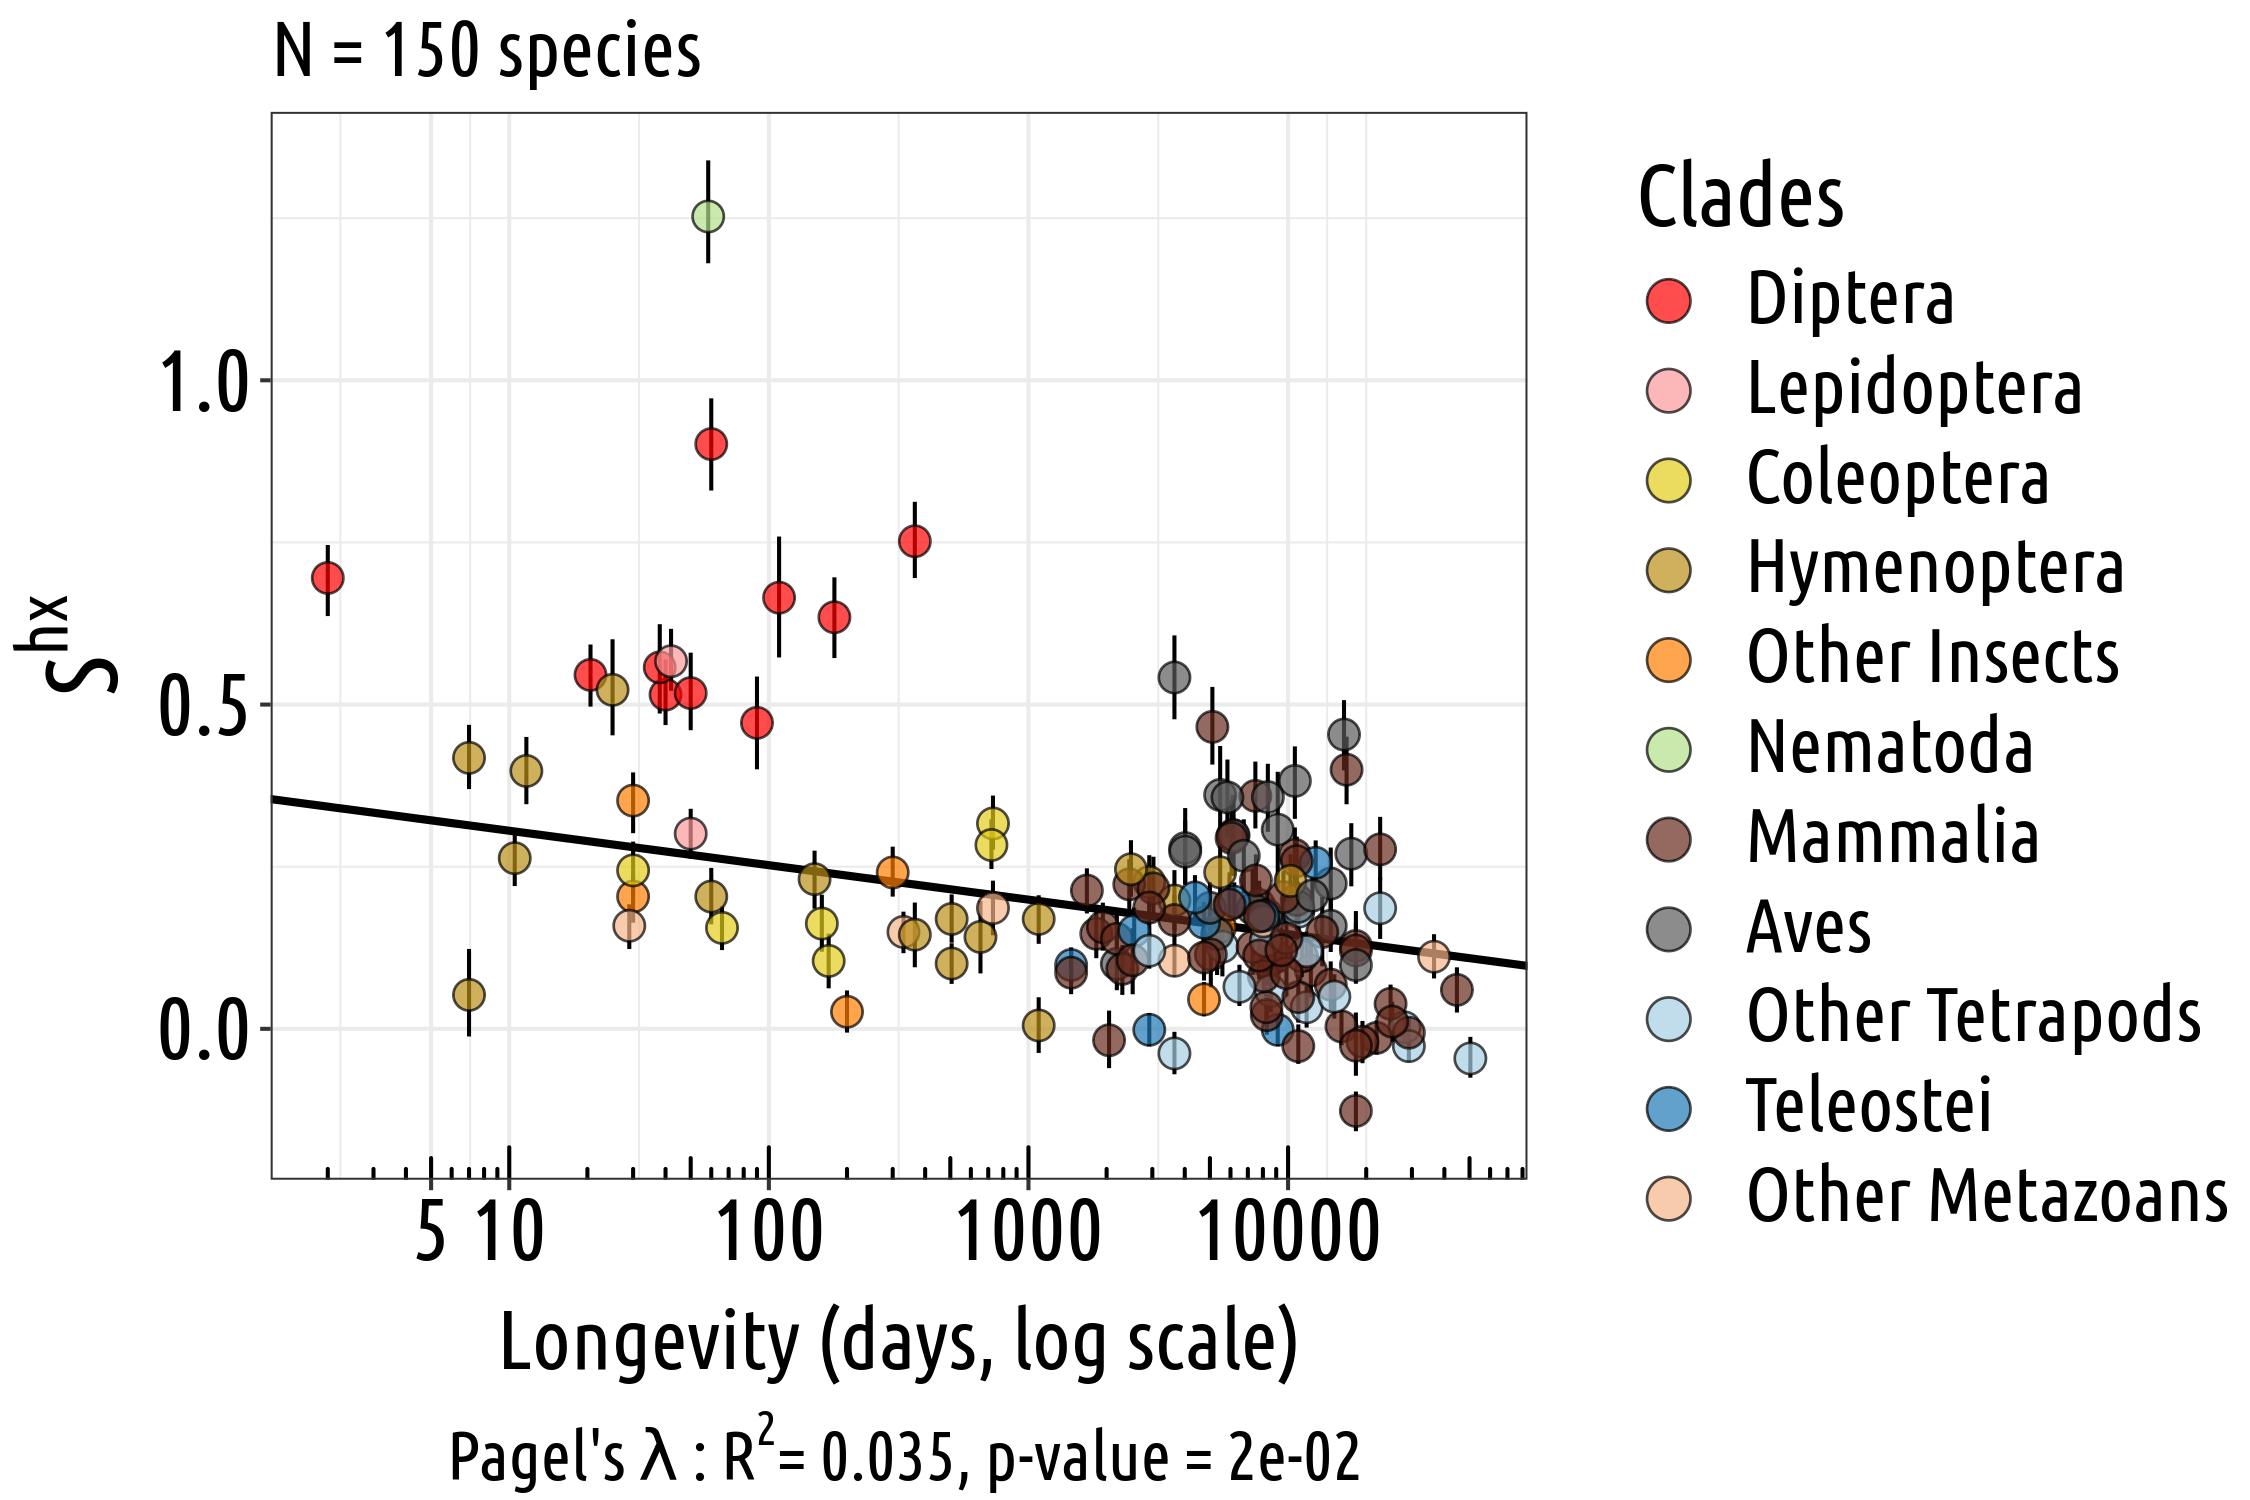 N = 150 species
1.0
0.5
0.0
S^hx
5 10 100 1000 10000
Longevity (days, log scale)
Pagel's λ : R²= 0.035, p-value = 2e-02
Clades
Diptera
Lepidoptera
Coleoptera
Hymenoptera
Other Insects
Nematoda
Mammalia
Aves
Other Tetrapods
Teleostei
Other Metazoans